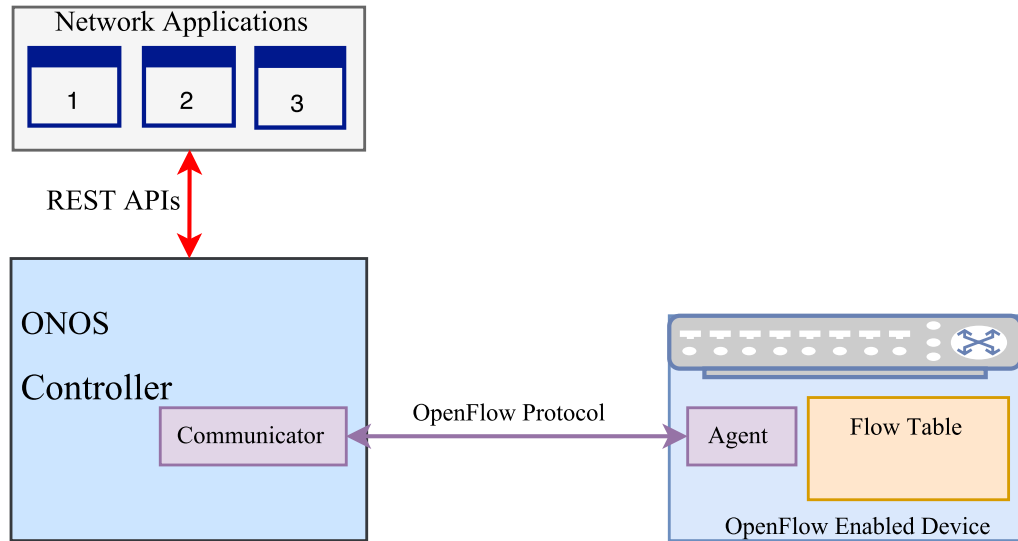 Network Applications
1
2
3
REST APIs
ONOS
Controller
Communicator
OpenFlow Protocol
Agent
Flow Table
OpenFlow Enabled Device